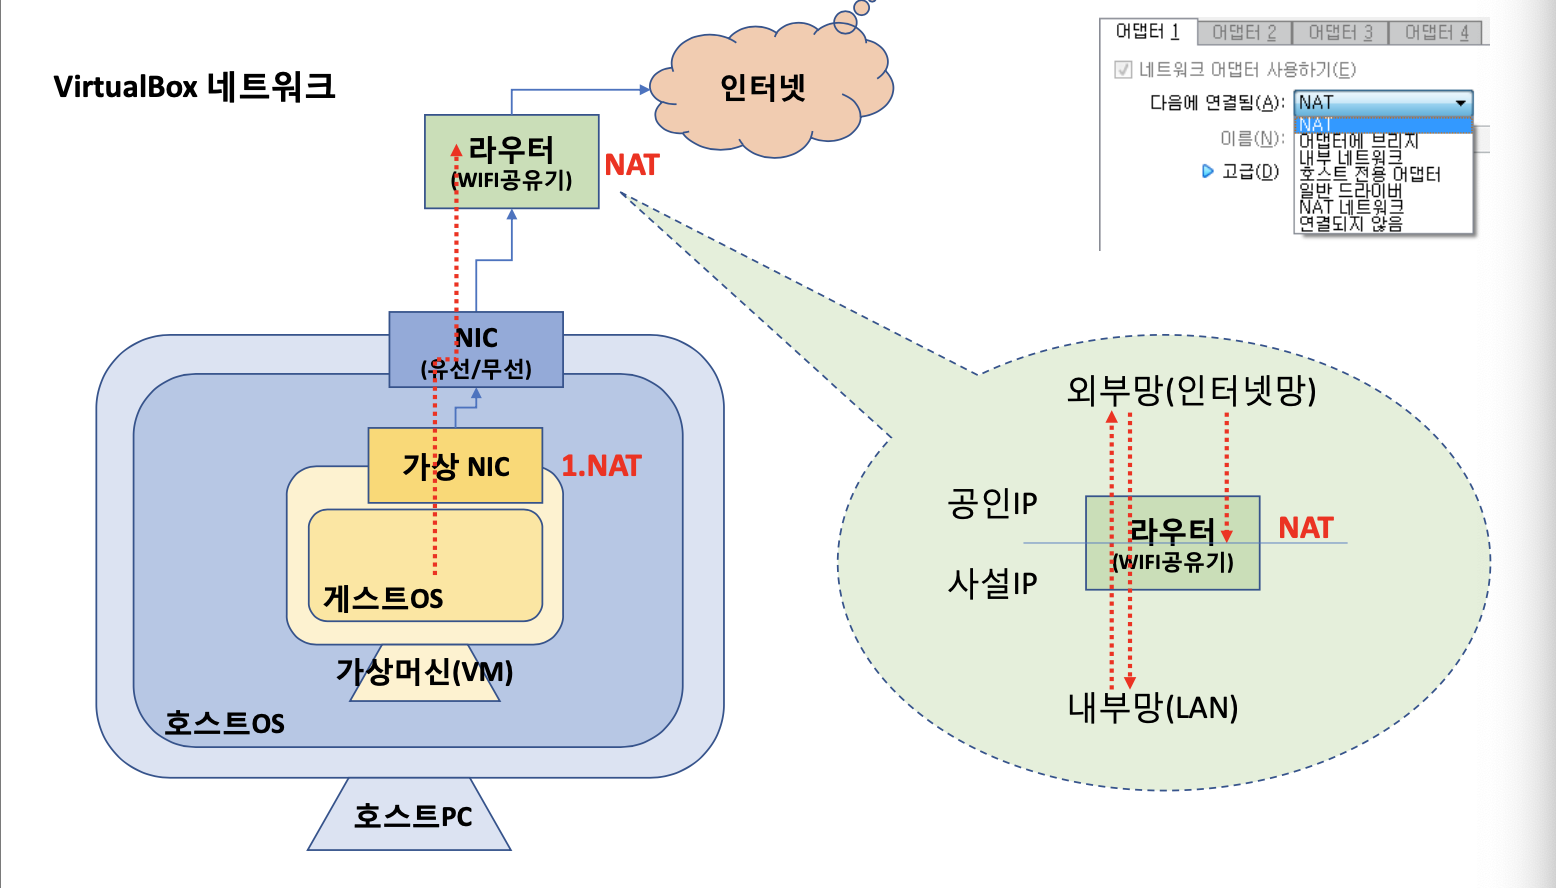 VirtualBox 네트워크
인터넷
라우터
(WIFI공유기)
NAT
NIC
(유선/무선)
가상 NIC
1.NAT
게스트OS
가상머신(VM)
호스트OS
호스트PC
어댑터 1
어댑터 2
어댑터 3
어댑터 4
네트워크 어댑터 사용하기(E)
다음에 연결됨(A):
NAT
NAT
이름(N):
어댑터에 브리지
내부 네트워크
고급(D)
호스트 전용 어댑터
일반 드라이버
NAT 네트워크
연결되지 않음
외부망(인터넷망)
공인IP
라우터
(WIFI공유기)
NAT
사설IP
내부망(LAN)